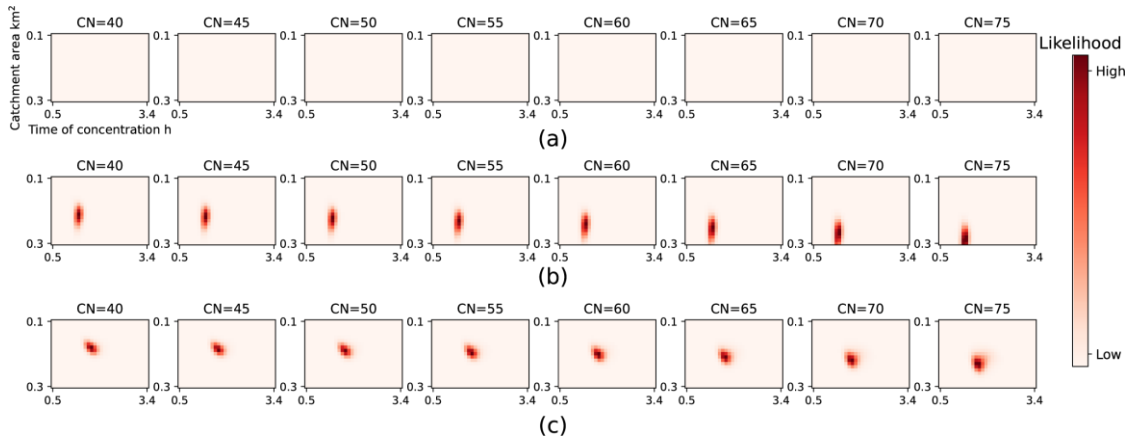 Catchment area km²
CN=40 CN=45 CN=50 CN=55 CN=60 CN=65 CN=70 CN=75
0.1 0.1 0.1 0.1 0.1 0.1 0.1 0.1
0.3 0.3 0.3 0.3 0.3 0.3 0.3 0.3
0.5 3.4 0.5 3.4 0.5 3.4 0.5 3.4 0.5 3.4 0.5 3.4 0.5 3.4 0.5 3.4
Time of concentration h
(a)
CN=40 CN=45 CN=50 CN=55 CN=60 CN=65 CN=70 CN=75
0.1 0.1 0.1 0.1 0.1 0.1 0.1 0.1
0.3 0.3 0.3 0.3 0.3 0.3 0.3 0.3
0.5 3.4 0.5 3.4 0.5 3.4 0.5 3.4 0.5 3.4 0.5 3.4 0.5 3.4 0.5 3.4
(b)
CN=40 CN=45 CN=50 CN=55 CN=60 CN=65 CN=70 CN=75
0.1 0.1 0.1 0.1 0.1 0.1 0.1 0.1
0.3 0.3 0.3 0.3 0.3 0.3 0.3 0.3
0.5 3.4 0.5 3.4 0.5 3.4 0.5 3.4 0.5 3.4 0.5 3.4 0.5 3.4 0.5 3.4
(c)
Likelihood
High
Low